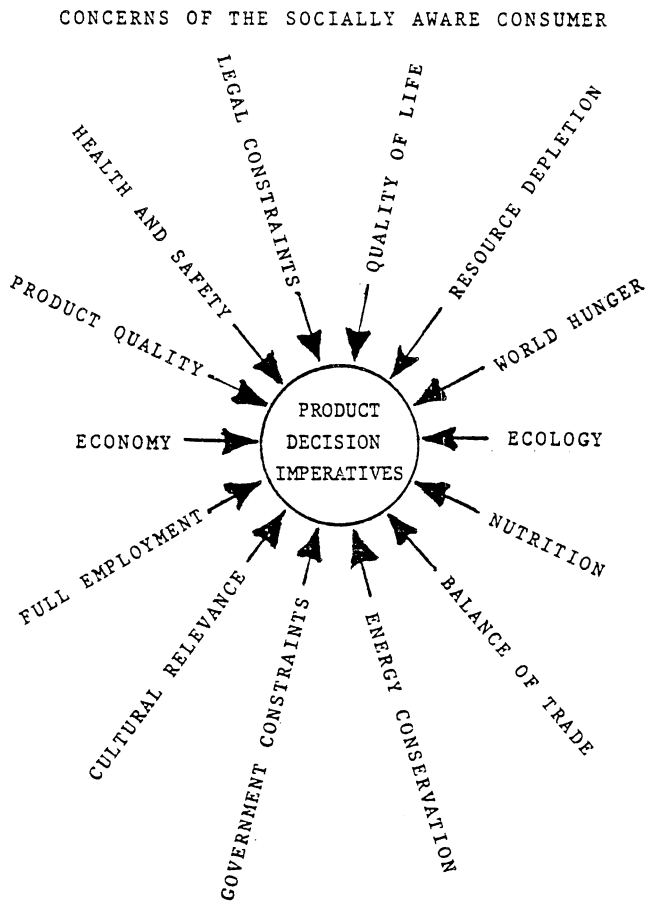 CONCERNS OF THE SOCIALLY AWARE CONSUMER
LEGAL CONSTRAINTS
QUALITY OF LIFE
RESOURCE DEPLETION
WORLD HUNGER
ECOLOGY
NUTRITION
BALANCE OF TRADE
ENERGY CONSERVATION
GOVERNMENT CONSTRAINTS
CULTURAL RELEVANCE
FULL EMPLOYMENT
ECONOMY
PRODUCT QUALITY
HEALTH AND SAFETY
PRODUCT
DECISION
IMPERATIVES